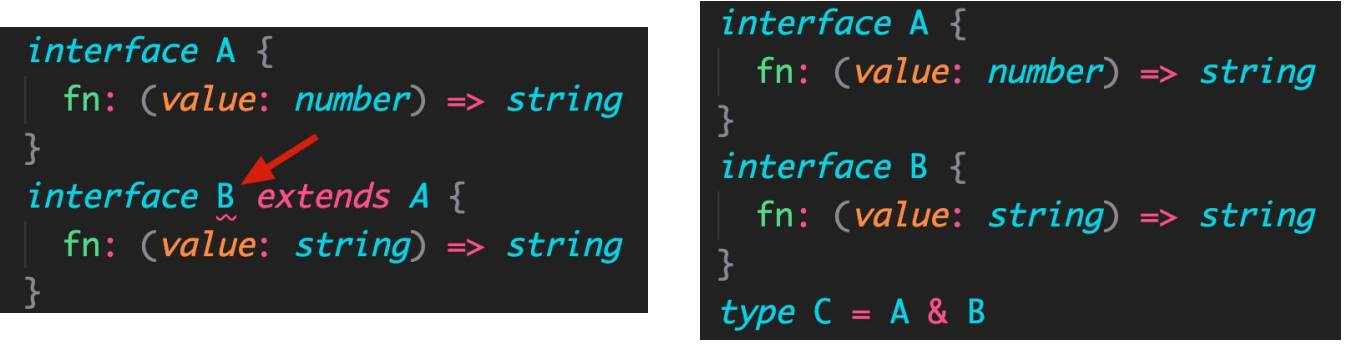 interface A {
  fn: (value: number) => string
}
interface B extends A {
  fn: (value: string) => string
}
interface A {
  fn: (value: number) => string
}
interface B {
  fn: (value: string) => string
}
type C = A & B